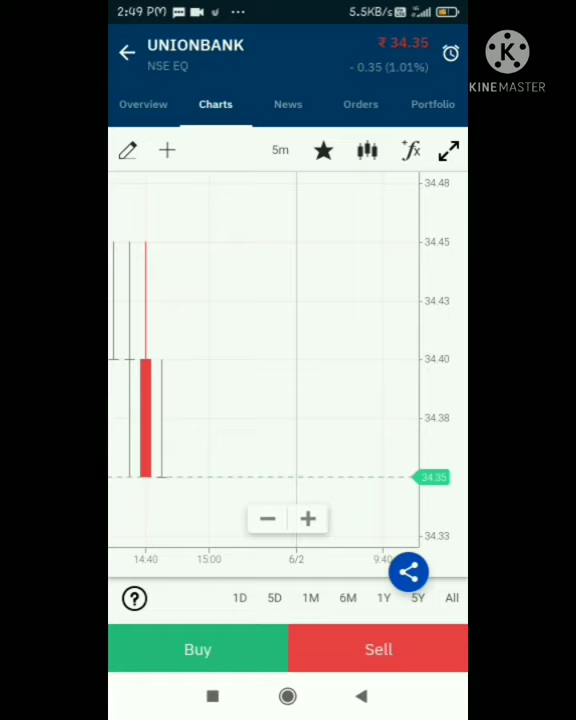 2:49 PM ... 5.5KB/s
UNIONBANK
NSE EQ
₹ 34.35
- 0.35 (1.01%)
K
KINEMASTER
Overview
Charts
News
Orders
Portfolio
5m
fx
34.48
34.45
34.43
34.40
34.38
34.35
34.33
14:40
15:00
6/2
9:40
1D
5D
1M
6M
1Y
5Y
All
Buy
Sell